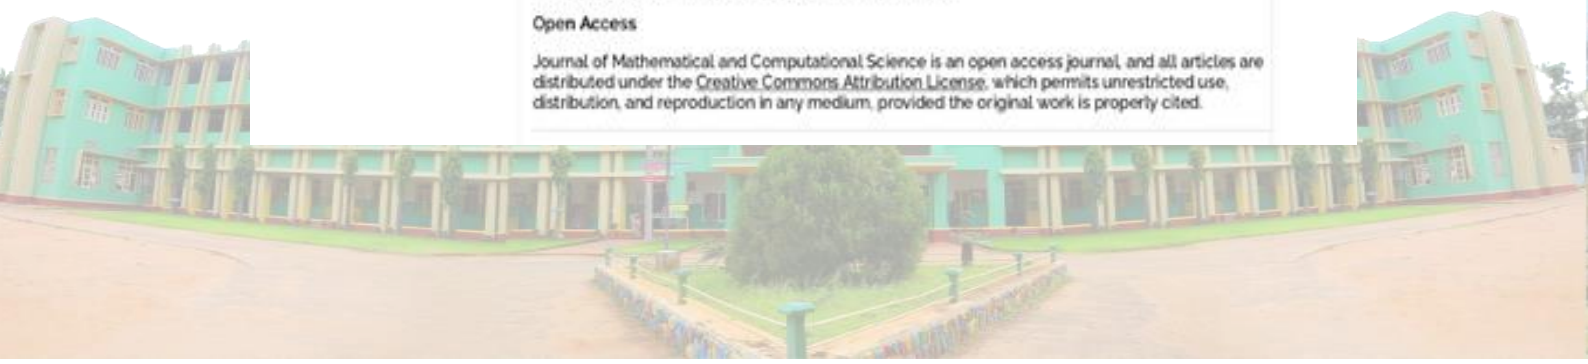 Open Access
Journal of Mathematical and Computational Science is an open access journal, and all articles are
distributed under the Creative Commons Attribution License, which permits unrestricted use,
distribution, and reproduction in any medium, provided the original work is properly cited.